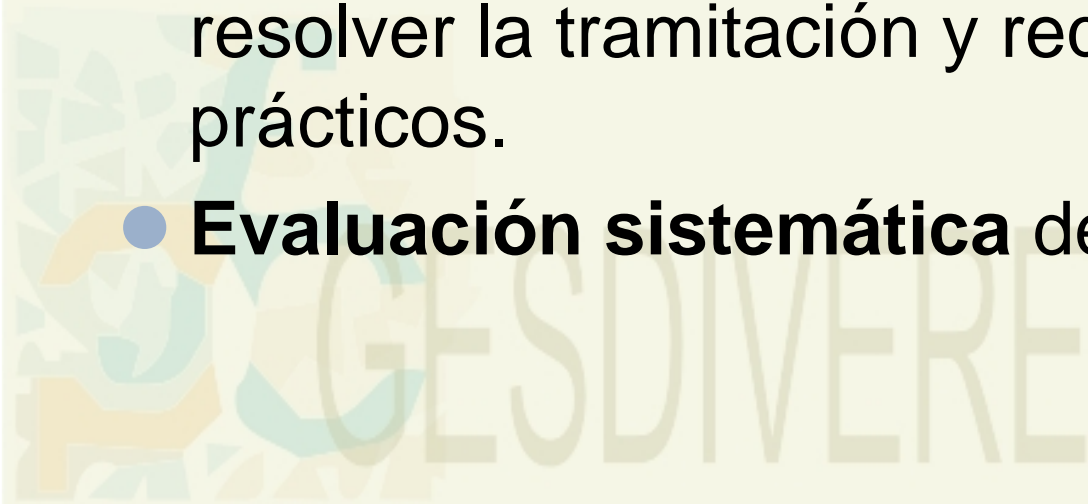 resolver la tramitación y rec
prácticos.
Evaluación sistemática de
GESDIVERE